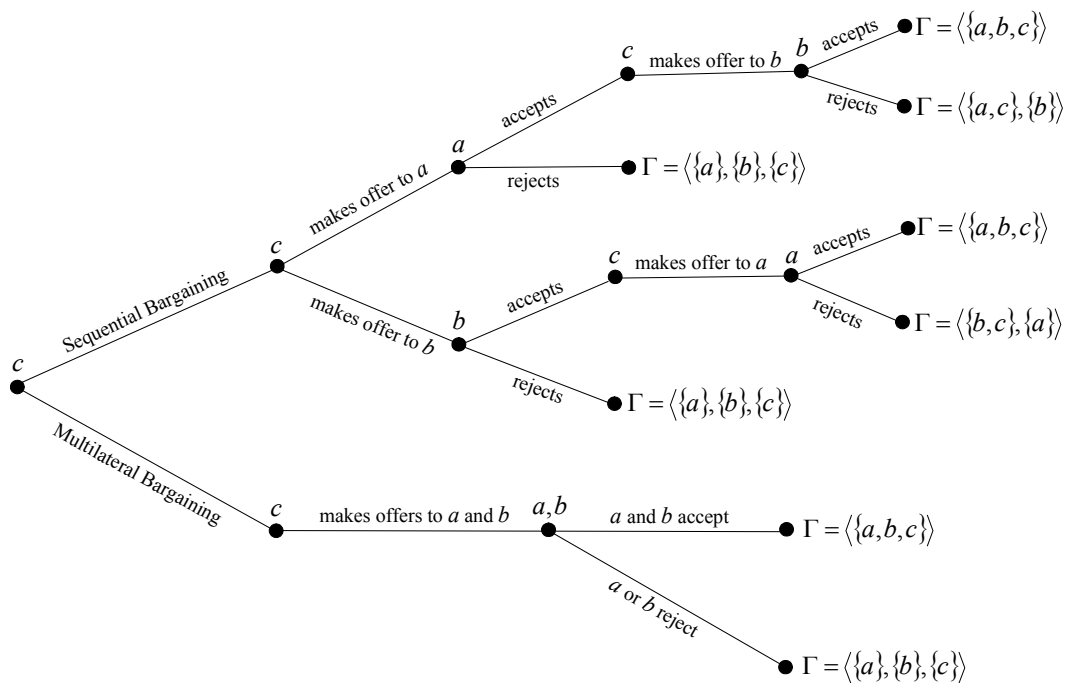 c
Sequential Bargaining
c
makes offer to a
a
accepts
c
makes offer to b
b
accepts
Γ = ⟨{a,b,c}⟩
rejects
Γ = ⟨{a,c},{b}⟩
rejects
Γ = ⟨{a},{b},{c}⟩
makes offer to b
b
accepts
c
makes offer to a
a
accepts
Γ = ⟨{a,b,c}⟩
rejects
Γ = ⟨{b,c},{a}⟩
rejects
Γ = ⟨{a},{b},{c}⟩
Multilateral Bargaining
c
makes offers to a and b
a,b
a and b accept
Γ = ⟨{a,b,c}⟩
a or b reject
Γ = ⟨{a},{b},{c}⟩